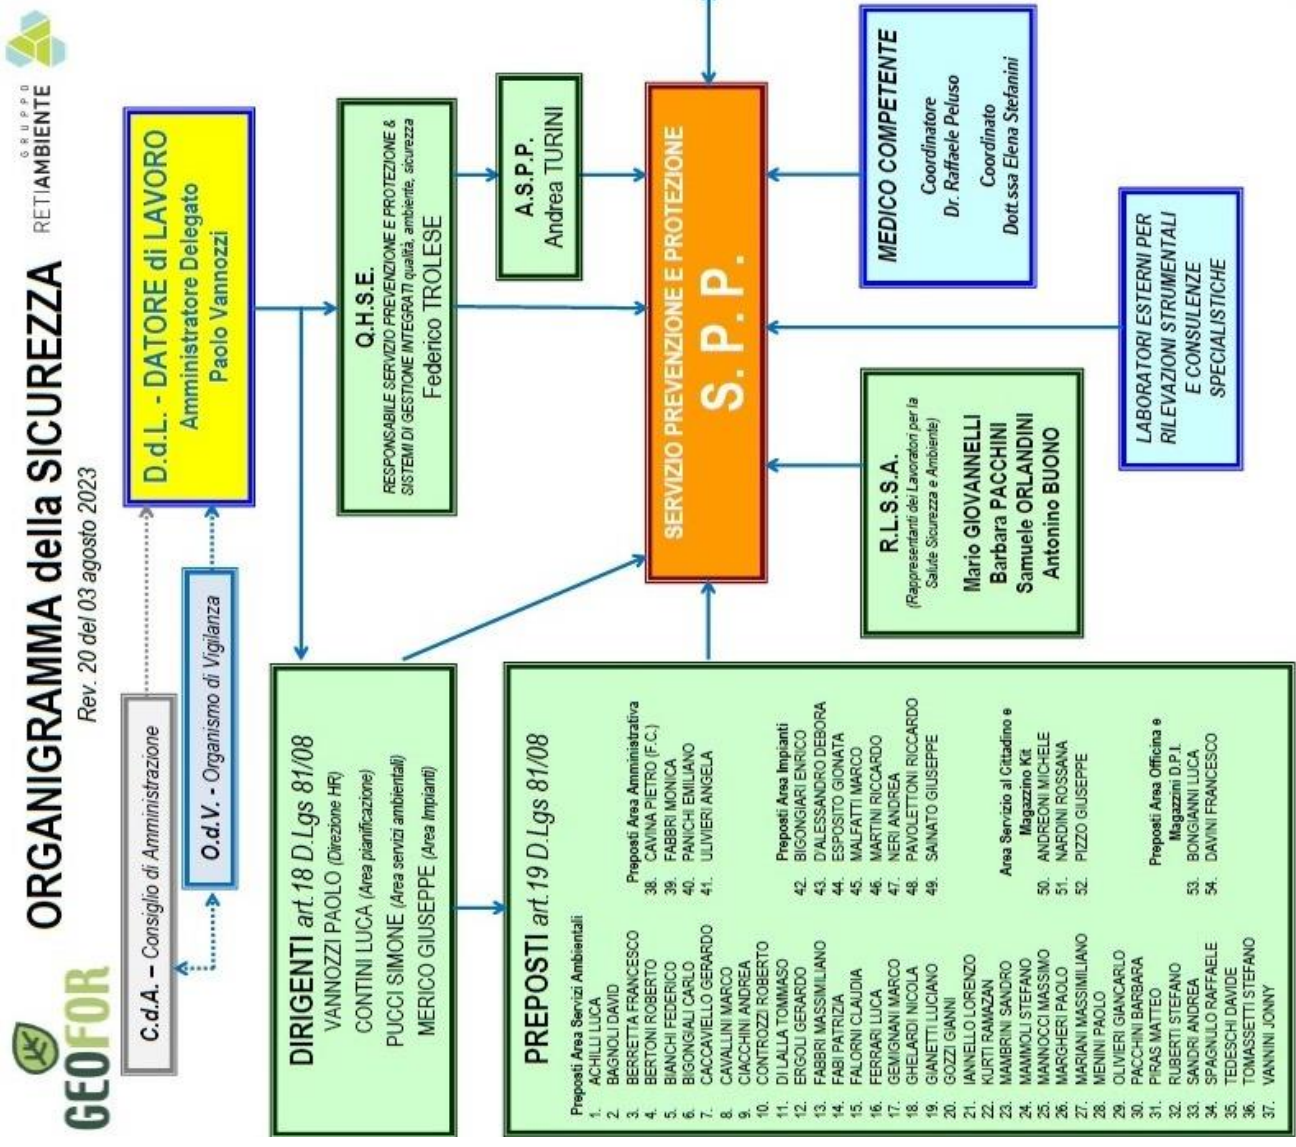 GEOFOR
ORGANIGRAMMA della SICUREZZA
Rev. 20 del 03 agosto 2023
GRUPPO
RETIAMBIENTE
C.d.A. – Consiglio di Amministrazione
O.d.V. - Organismo di Vigilanza
D.d.L. - DATORE di LAVORO
Amministratore Delegato
Paolo Vannozzi
DIRIGENTI art. 18 D.Lgs 81/08
VANNOZZI PAOLO (Direzione HR)
CONTINI LUCA (Area pianificazione)
PUCCI SIMONE (Area servizi ambientali)
MERICO GIUSEPPE (Area Impianti)
Q.H.S.E.
RESPONSABILE SERVIZIO PREVENZIONE E PROTEZIONE &
SISTEMI DI GESTIONE INTEGRATI qualità, ambiente, sicurezza
Federico TROLESE
A.S.P.P.
Andrea TURINI
PREPOSTI art.19 D.Lgs 81/08
Preposti Area Servizi Ambientali
1. ACHILLI LUCA
2. BAGNOLI DAVID
3. BERRETTA FRANCESCO
4. BERTONI ROBERTO
5. BIANCHI FEDERICO
6. BIGONGIALI CARLO
7. CACCAVIELLO GERARDO
8. CAVALLINI MARCO
9. CIACCHINI ANDREA
10. CONTROZZI ROBERTO
11. DI LALLA TOMMASO
12. ERGOLI GERARDO
13. FABBRI MASSIMILIANO
14. FABI PATRIZIA
15. FALORNI CLAUDIA
16. FERRARI LUCA
17. GEMIGNANI MARCO
18. GHELARDI NICOLA
19. GIANETTI LUCIANO
20. GOZZI GIANNI
21. IANNELLO LORENZO
22. KURTI RAMAZAN
23. MAMBRINI SANDRO
24. MAMMOLI STEFANO
25. MANNOCCI MASSIMO
26. MARGHERI PAOLO
27. MARIANI MASSIMILIANO
28. MENINI PAOLO
29. OLIVIERI GIANCARLO
30. PACCHINI BARBARA
31. PIRAS MATTEO
32. RUBERTI STEFANO
33. SANDRI ANDREA
34. SPAGNULO RAFFAELE
35. TEDESCHI DAVIDE
36. TOMASSETTI STEFANO
37. VANNINI JONNY
Preposti Area Amministrativa
38. CAVINA PIETRO (F.C.)
39. FABBRI MONICA
40. PANICHI EMILIANO
41. ULIVIERI ANGELA
Preposti Area Impianti
42. BIGONGIARI ENRICO
43. D'ALESSANDRO DEBORA
44. ESPOSITO GIONATA
45. MALFATTI MARCO
46. MARTINI RICCARDO
47. NERI ANDREA
48. PAVOLETTONI RICCARDO
49. SAINATO GIUSEPPE
Area Servizio al Cittadino e
Magazzino Kit
50. ANDREONI MICHELE
51. NARDINI ROSSANA
52. PIZZO GIUSEPPE
Preposti Area Officina e
Magazzini D.P.I.
53. BONGIANNI LUCA
54. DAVINI FRANCESCO
SERVIZIO PREVENZIONE E PROTEZIONE
S. P. P.
R.L.S.S.A.
(Rappresentanti dei Lavoratori per la
Salute Sicurezza e Ambiente)
Mario GIOVANNELLI
Barbara PACCHINI
Samuele ORLANDINI
Antonino BUONO
MEDICO COMPETENTE
Coordinatore
Dr. Raffaele Peluso
Coordinato
Dott.ssa Elena Stefanini
LABORATORI ESTERNI PER
RILEVAZIONI STRUMENTALI
E CONSULENZE
SPECIALISTICHE